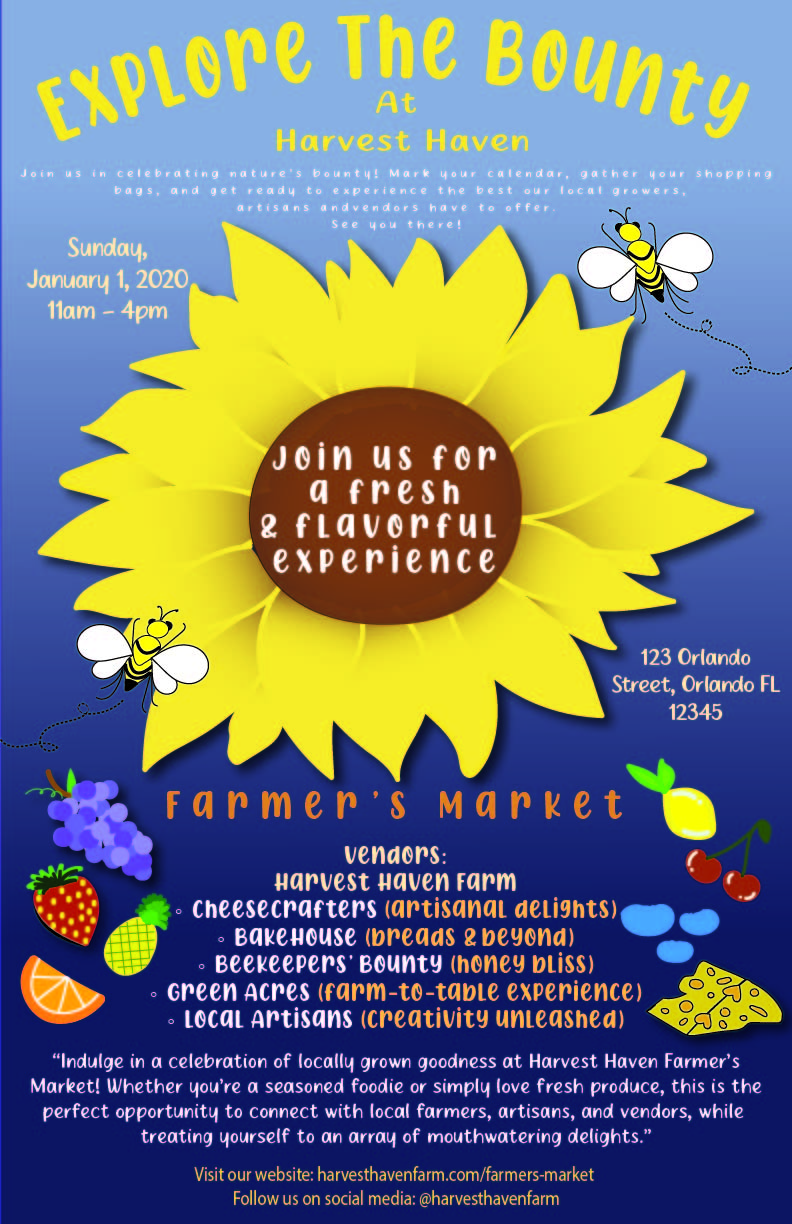 Explore The Bounty
At
Harvest Haven
Join us in celebrating nature's bounty! Mark your calendar, gather your shopping
bags, and get ready to experience the best our local growers,
artisans andvendors have to offer.
See you there!
Sunday,
January 1, 2020
11am – 4pm
Join us for
a fresh
& flavorful
experience
123 Orlando
Street, Orlando FL
12345
Farmer's Market
Vendors:
Harvest Haven Farm
◦ Cheesecrafters (artisanal delights)
◦ Bakehouse (breads & beyond)
◦ Beekeepers' Bounty (honey bliss)
◦ Green Acres (farm-to-table experience)
◦ Local Artisans (creativity unleashed)
“Indulge in a celebration of locally grown goodness at Harvest Haven Farmer's
Market! Whether you're a seasoned foodie or simply love fresh produce, this is the
perfect opportunity to connect with local farmers, artisans, and vendors, while
treating yourself to an array of mouthwatering delights.”
Visit our website: harvesthavenfarm.com/farmers-market
Follow us on social media: @harvesthavenfarm